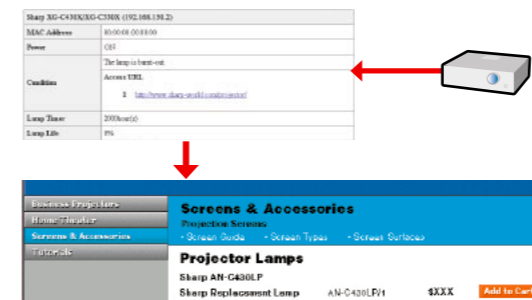 Sharp XG-C430X/XG-C330X (192.168.150.2)
MAC Address 00:00:00:00:00:00
Power Off
The lamp is burnt-out
Condition
Access URL
1 http://www.sharp-world.com/projector/
Lamp Timer 2000hour(s)
Lamp Life 0%
Business Projectors
Home Theater
Screens & Accessories
Tutorials
Screens & Accessories
Projection Screens
• Screen Guide • Screen Types • Screen Surfaces
Projector Lamps
Sharp AN-C430LP
Sharp Replacement Lamp AN-C430LP/1 $XXX Add to Cart